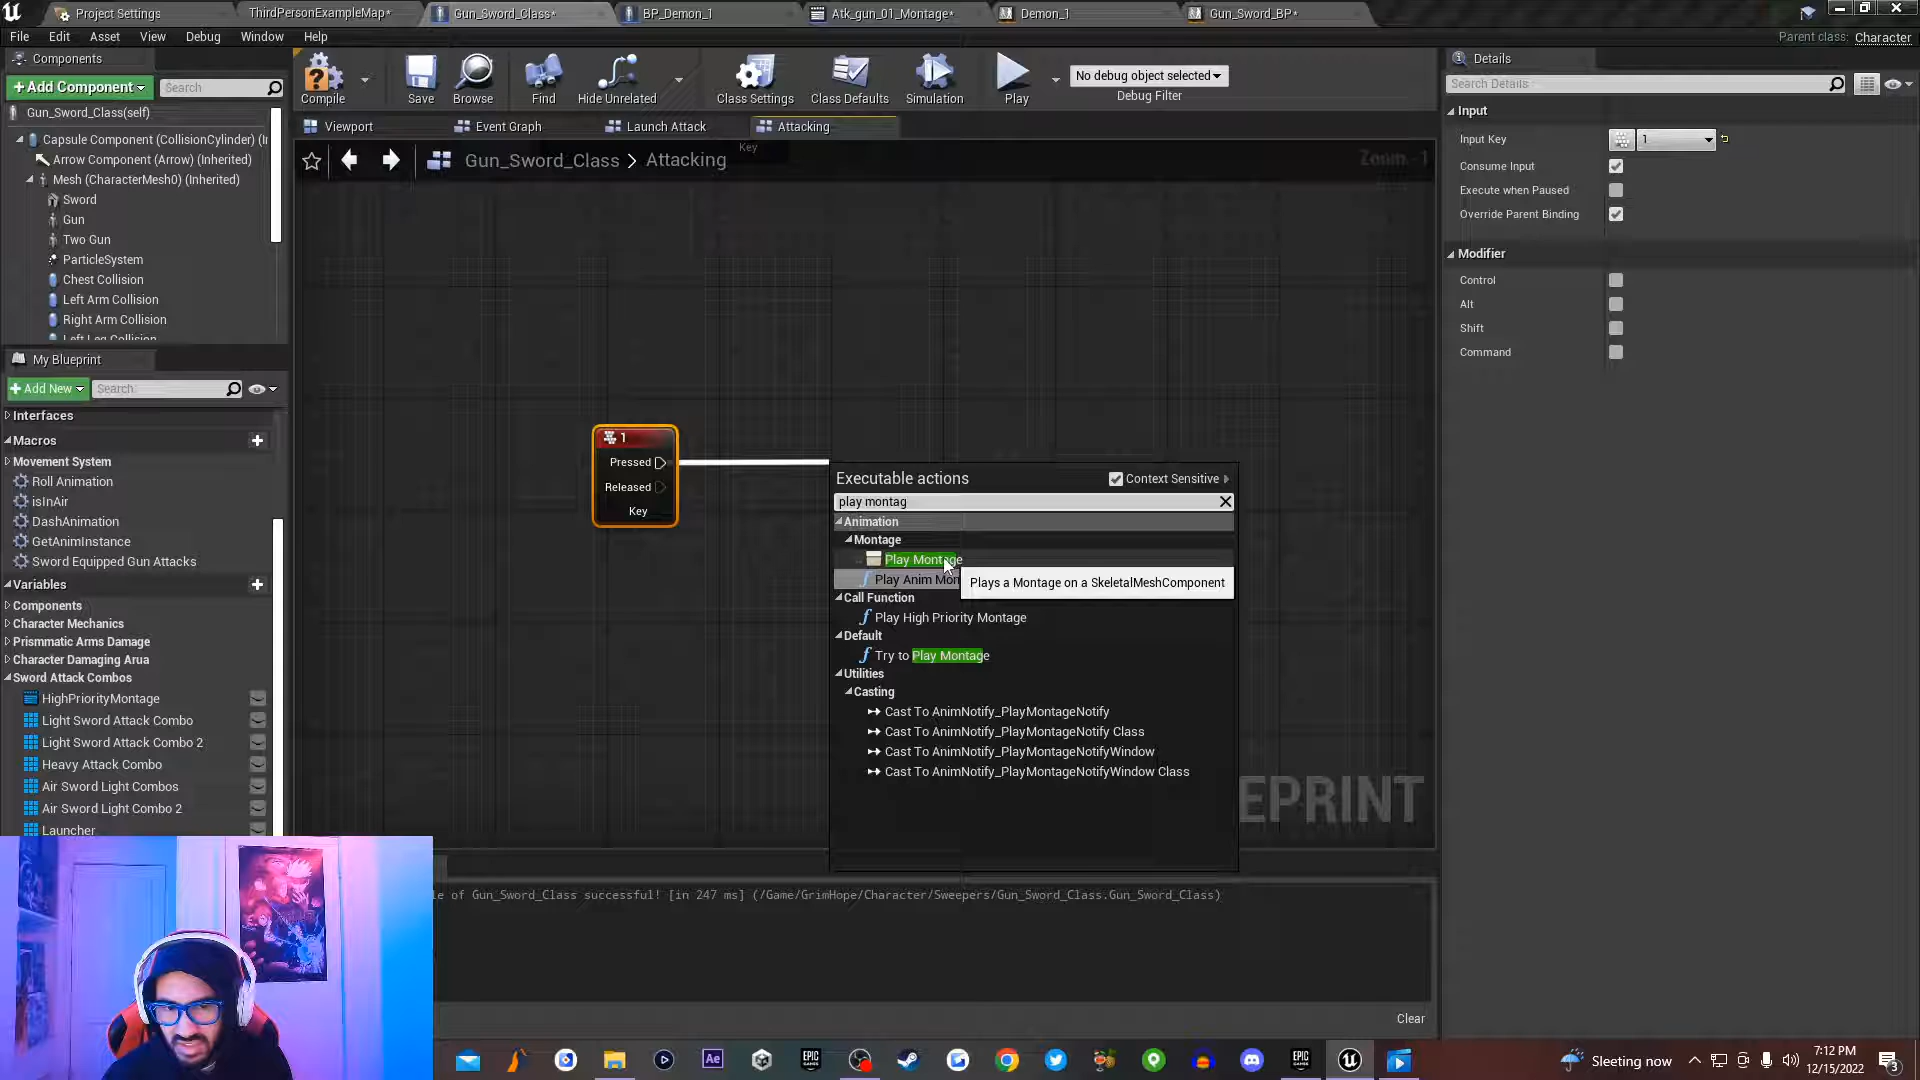 Project Settings
ThirdPersonExampleMap*
Gun_Sword_Class*
BP_Demon_1
Atk_gun_01_Montage*
Demon_1
Gun_Sword_BP*
File Edit Asset View Debug Window Help
Parent class: Character
Components
+Add Component
Search
Gun_Sword_Class(self)
Capsule Component (CollisionCylinder) (I
Arrow Component (Arrow) (Inherited)
Mesh (CharacterMesh0) (Inherited)
Sword
Gun
Two Gun
ParticleSystem
Chest Collision
Left Arm Collision
Right Arm Collision
Left Leg Collision
My Blueprint
+Add New
Search
Interfaces
Macros
Movement System
Roll Animation
isInAir
DashAnimation
GetAnimInstance
Sword Equipped Gun Attacks
Variables
Components
Character Mechanics
Prismmatic Arms Damage
Character Damaging Arua
Sword Attack Combos
HighPriorityMontage
Light Sword Attack Combo
Light Sword Attack Combo 2
Heavy Attack Combo
Air Sword Light Combos
Air Sword Light Combo 2
Launcher
Compile
Save
Browse
Find
Hide Unrelated
Class Settings
Class Defaults
Simulation
Play
No debug object selected
Debug Filter
Viewport
Event Graph
Launch Attack
Attacking
Key
Gun_Sword_Class > Attacking
Zoom -1
1
Pressed
Released
Key
Executable actions
Context Sensitive
play montag
Animation
Montage
Play Montage
Play Anim Mon
Plays a Montage on a SkeletalMeshComponent
Call Function
Play High Priority Montage
Default
Try to Play Montage
Utilities
Casting
Cast To AnimNotify_PlayMontageNotify
Cast To AnimNotify_PlayMontageNotify Class
Cast To AnimNotify_PlayMontageNotifyWindow
Cast To AnimNotify_PlayMontageNotifyWindow Class
EPRINT
le of Gun_Sword_Class successful! [in 247 ms] (/Game/GrimHope/Character/Sweepers/Gun_Sword_Class.Gun_Sword_Class)
Clear
Details
Search Details
Input
Input Key
1
Consume Input
Execute when Paused
Override Parent Binding
Modifier
Control
Alt
Shift
Command
Ae
EPIC
GAMES
EPIC
GAMES
Sleeting now
7:12 PM
12/15/2022
3